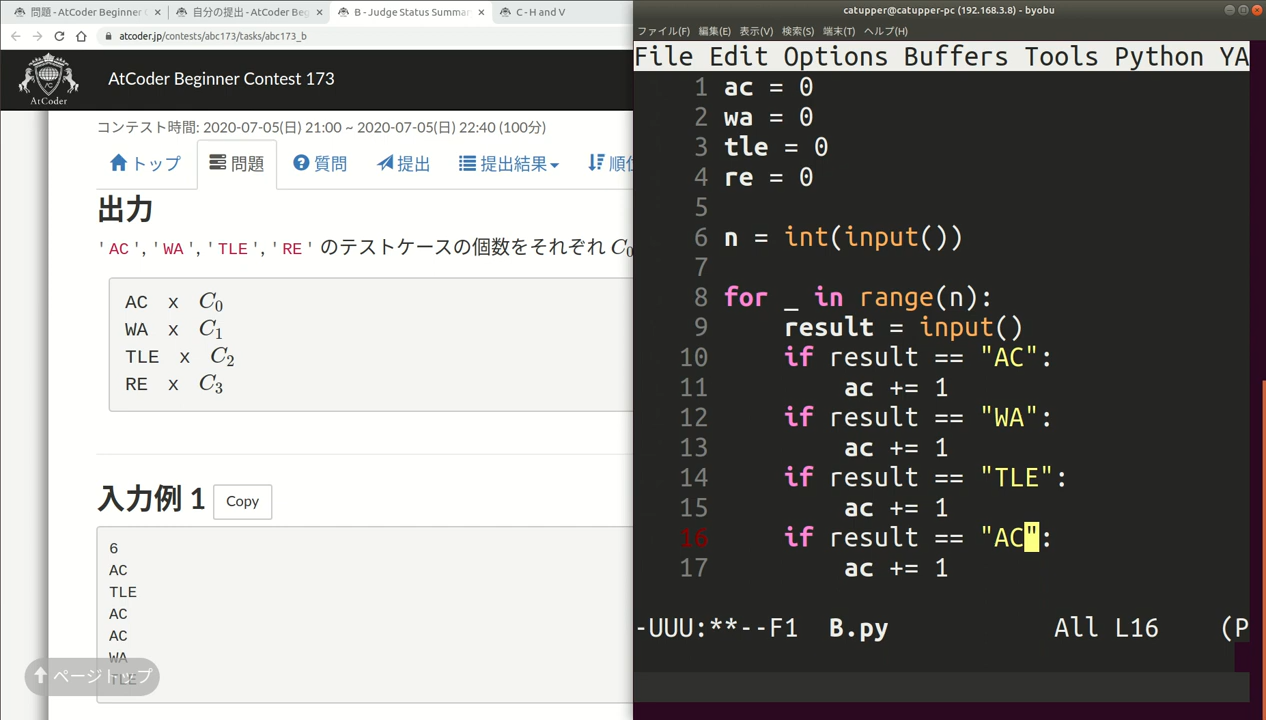 問題 - AtCoder Beginner C
自分の提出 - AtCoder Beg
B - Judge Status Summar
C - H and V
atcoder.jp/contests/abc173/tasks/abc173_b
AtCoder
AtCoder Beginner Contest 173
コンテスト時間: 2020-07-05(日) 21:00 ~ 2020-07-05(日) 22:40 (100分)
トップ
問題
質問
提出
提出結果
順位
出力
'AC','WA','TLE','RE' のテストケースの個数をそれぞれ C0
AC x C0
WA x C1
TLE x C2
RE x C3
入力例 1
Copy
6
AC
TLE
AC
AC
WA
TLE
ページトップ
catupper@catupper-pc (192.168.3.8) - byobu
ファイル(F) 編集(E) 表示(V) 検索(S) 端末(T) ヘルプ(H)
File Edit Options Buffers Tools Python YA
1 ac = 0
2 wa = 0
3 tle = 0
4 re = 0
5
6 n = int(input())
7
8 for _ in range(n):
9     result = input()
10     if result == "AC":
11         ac += 1
12     if result == "WA":
13         ac += 1
14     if result == "TLE":
15         ac += 1
16     if result == "AC":
17         ac += 1
-UUU:**--F1 B.py All L16 (P